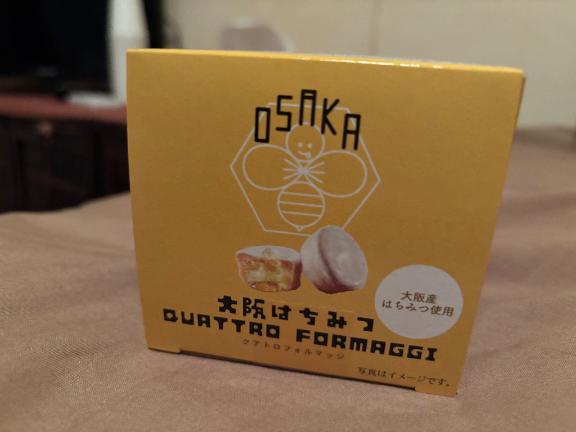 OSAKA
大阪はちみつ
QUATTRO FORMAGGI
クアトロフォルマッジ
大阪産
はちみつ使用
写真はイメージです。